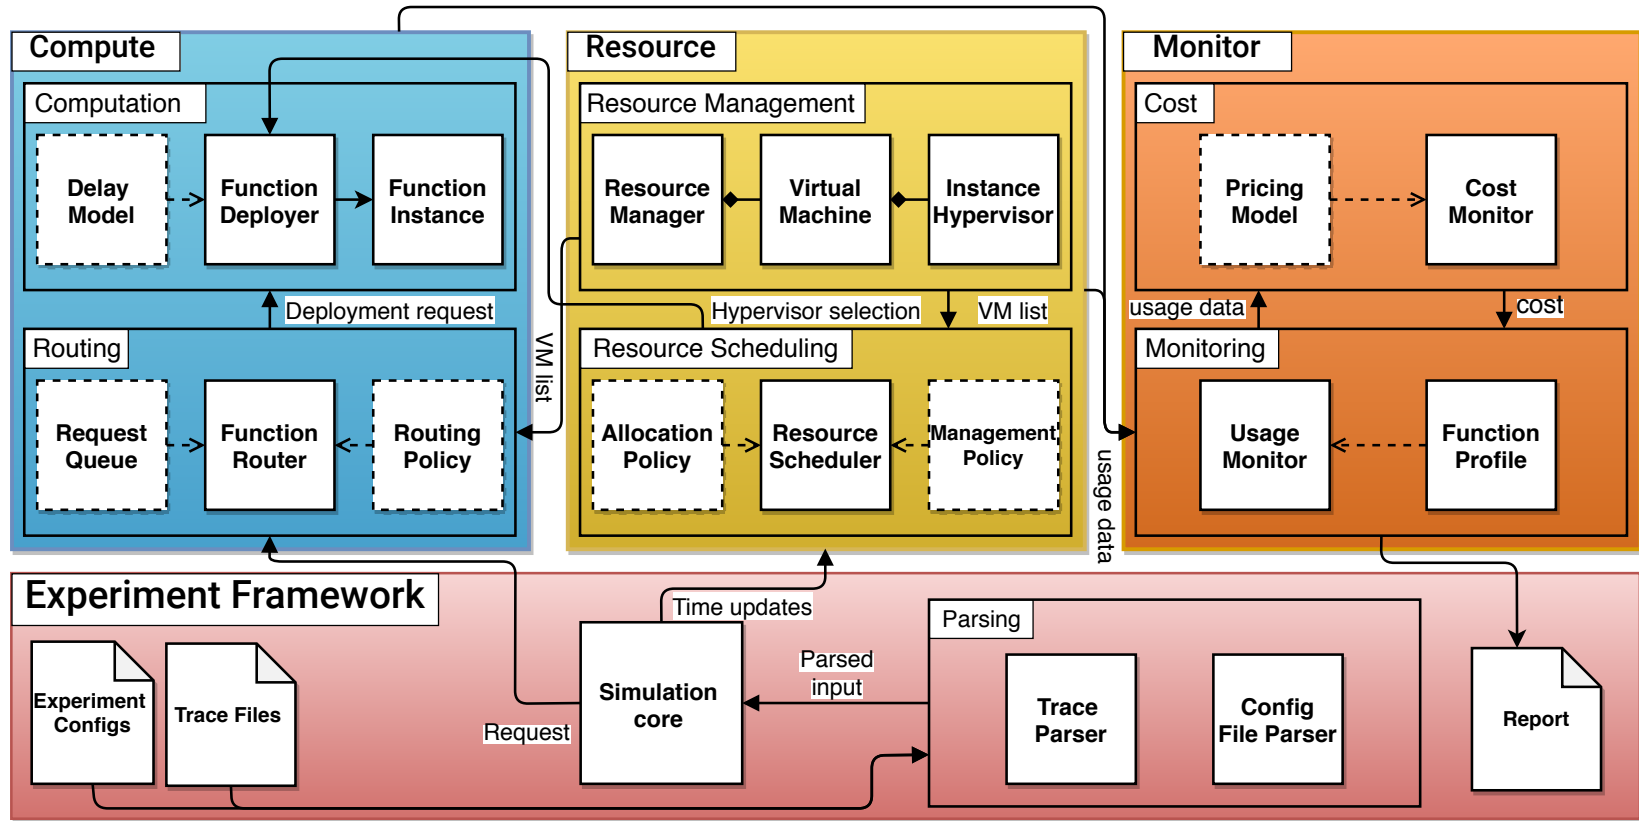 Compute
Computation
Delay
Model
Function
Deployer
Function
Instance
Deployment request
Routing
Request
Queue
Function
Router
Routing
Policy
VM list
Resource
Resource Management
Resource
Manager
Virtual
Machine
Instance
Hypervisor
Hypervisor selection
VM list
Resource Scheduling
Allocation
Policy
Resource
Scheduler
Management
Policy
usage data
Monitor
Cost
Pricing
Model
Cost
Monitor
usage data
cost
Monitoring
Usage
Monitor
Function
Profile
Experiment Framework
Experiment
Configs
Trace Files
Request
Simulation
core
Time updates
Parsed
input
Parsing
Trace
Parser
Config
File Parser
Report